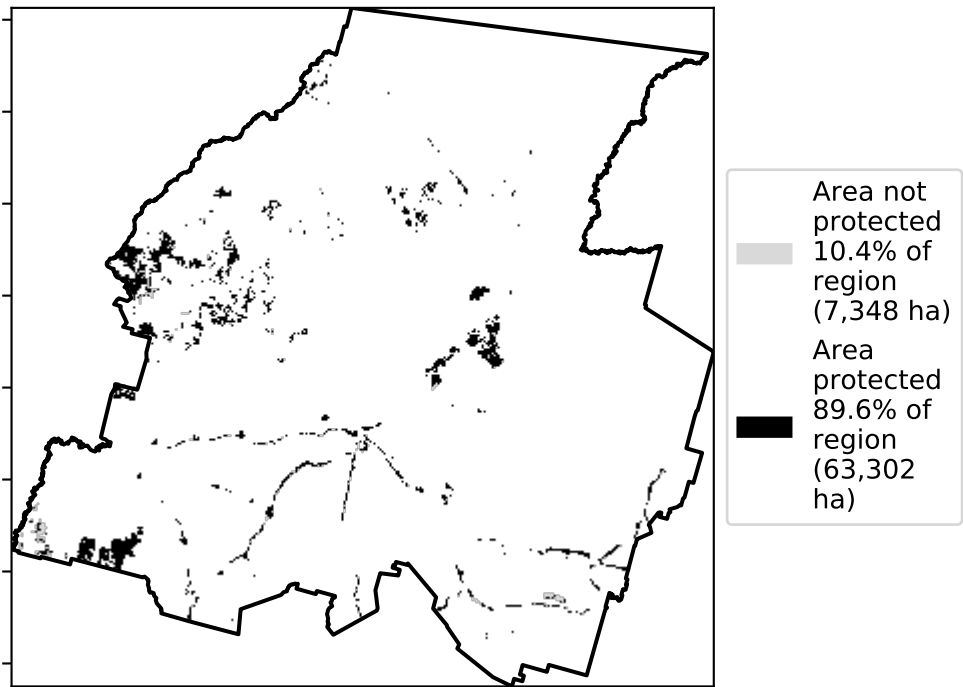 Area not
protected
10.4% of
region
(7,348 ha)
Area
protected
89.6% of
region
(63,302
ha)